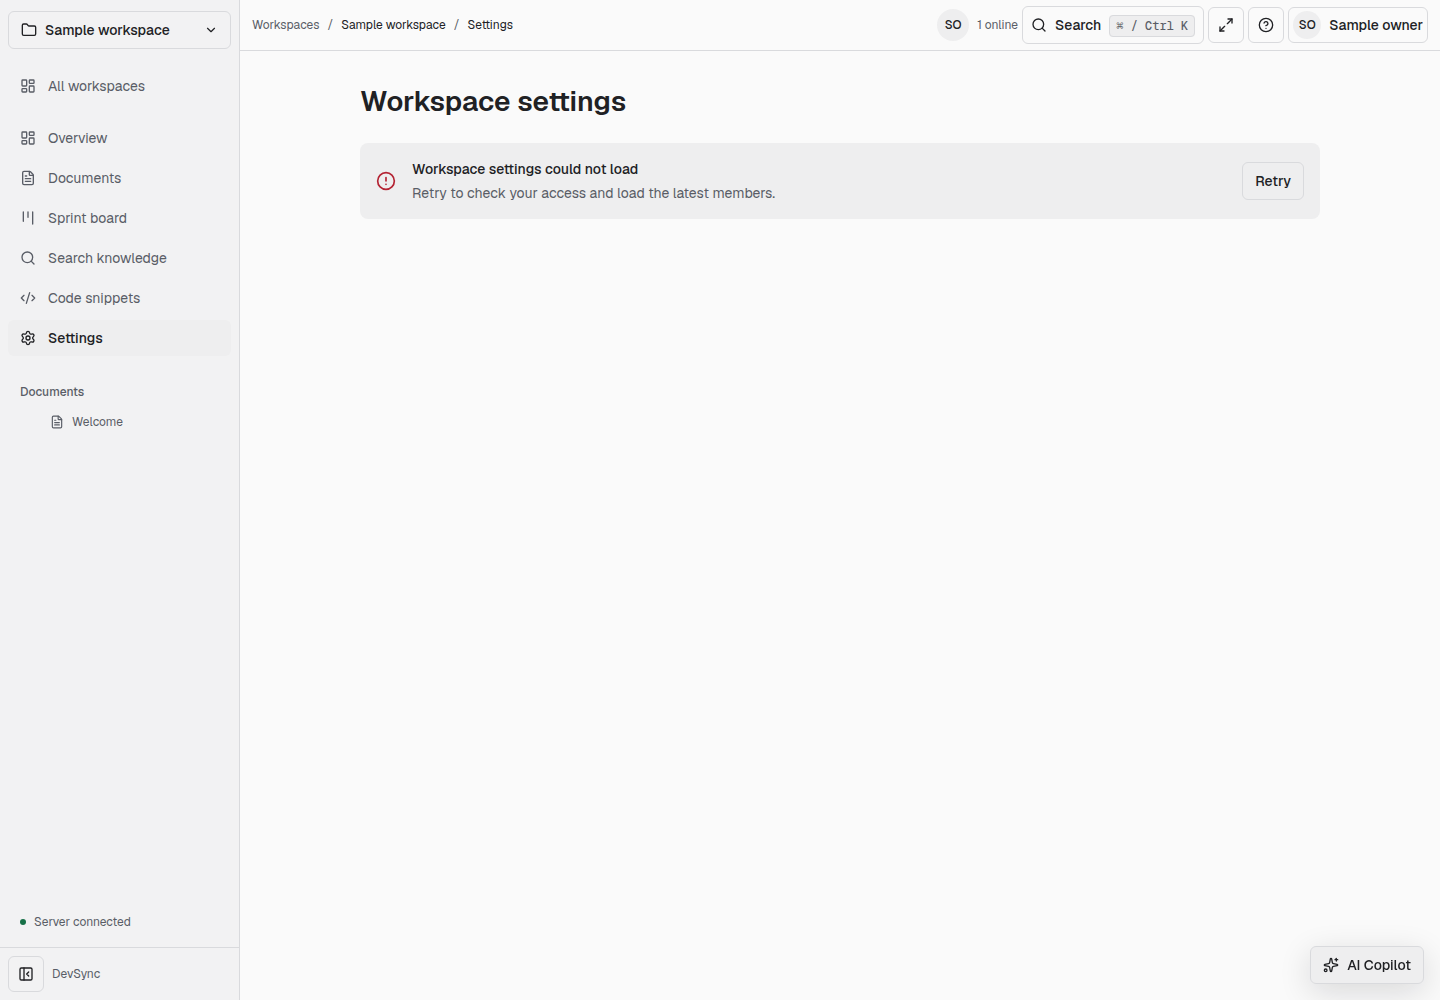 Sample workspace
All workspaces
Overview
Documents
Sprint board
Search knowledge
Code snippets
Settings
Documents
Welcome
Server connected
DevSync
Workspaces / Sample workspace / Settings
SO 1 online Search ⌘ / Ctrl K SO Sample owner
Workspace settings
Workspace settings could not load
Retry to check your access and load the latest members.
Retry
AI Copilot